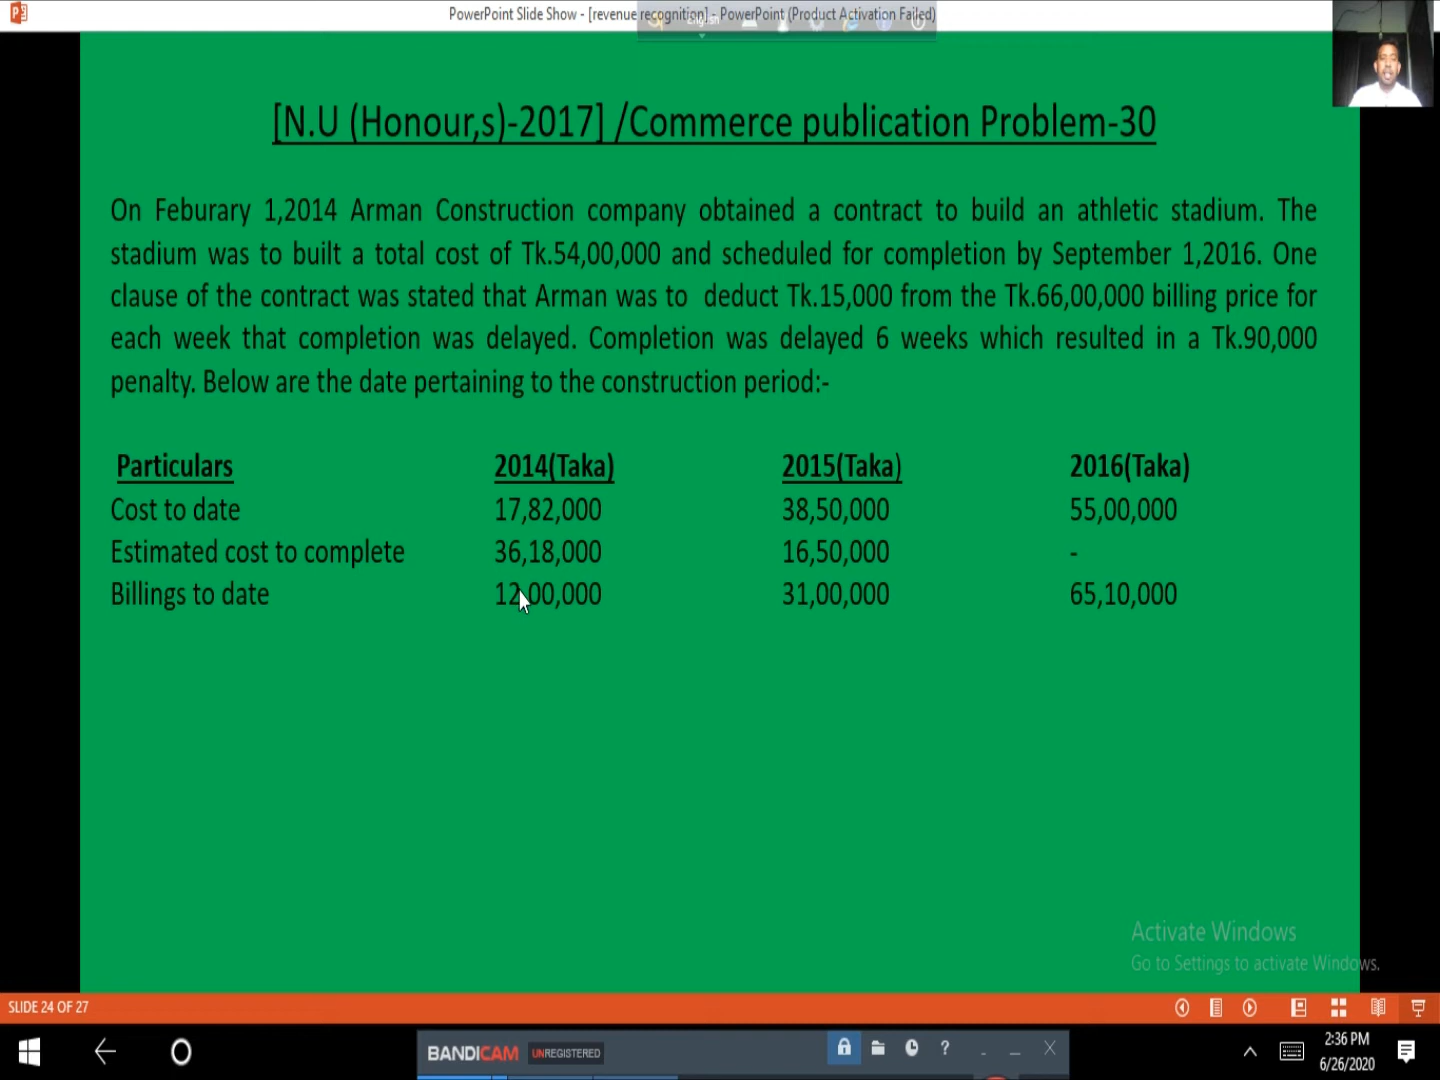 PowerPoint Slide Show - [revenue recognition] - PowerPoint (Product Activation Failed)
[N.U (Honour,s)-2017] /Commerce publication Problem-30
On Feburary 1,2014 Arman Construction company obtained a contract to build an athletic stadium. The
stadium was to built a total cost of Tk.54,00,000 and scheduled for completion by September 1,2016. One
clause of the contract was stated that Arman was to deduct Tk.15,000 from the Tk.66,00,000 billing price for
each week that completion was delayed. Completion was delayed 6 weeks which resulted in a Tk.90,000
penalty. Below are the date pertaining to the construction period:-
Particulars 2014(Taka) 2015(Taka) 2016(Taka)
Cost to date 17,82,000 38,50,000 55,00,000
Estimated cost to complete 36,18,000 16,50,000 -
Billings to date 12,00,000 31,00,000 65,10,000
Activate Windows
Go to Settings to activate Windows.
SLIDE 24 OF 27
BANDICAM UNREGISTERED
2:36 PM
6/26/2020